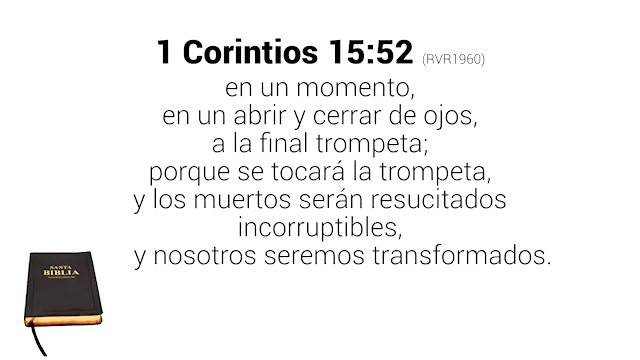 1 Corintios 15:52 (RVR1960)
en un momento,
en un abrir y cerrar de ojos,
a la final trompeta;
porque se tocará la trompeta,
y los muertos serán resucitados
incorruptibles,
y nosotros seremos transformados.
SANTA
BIBLIA